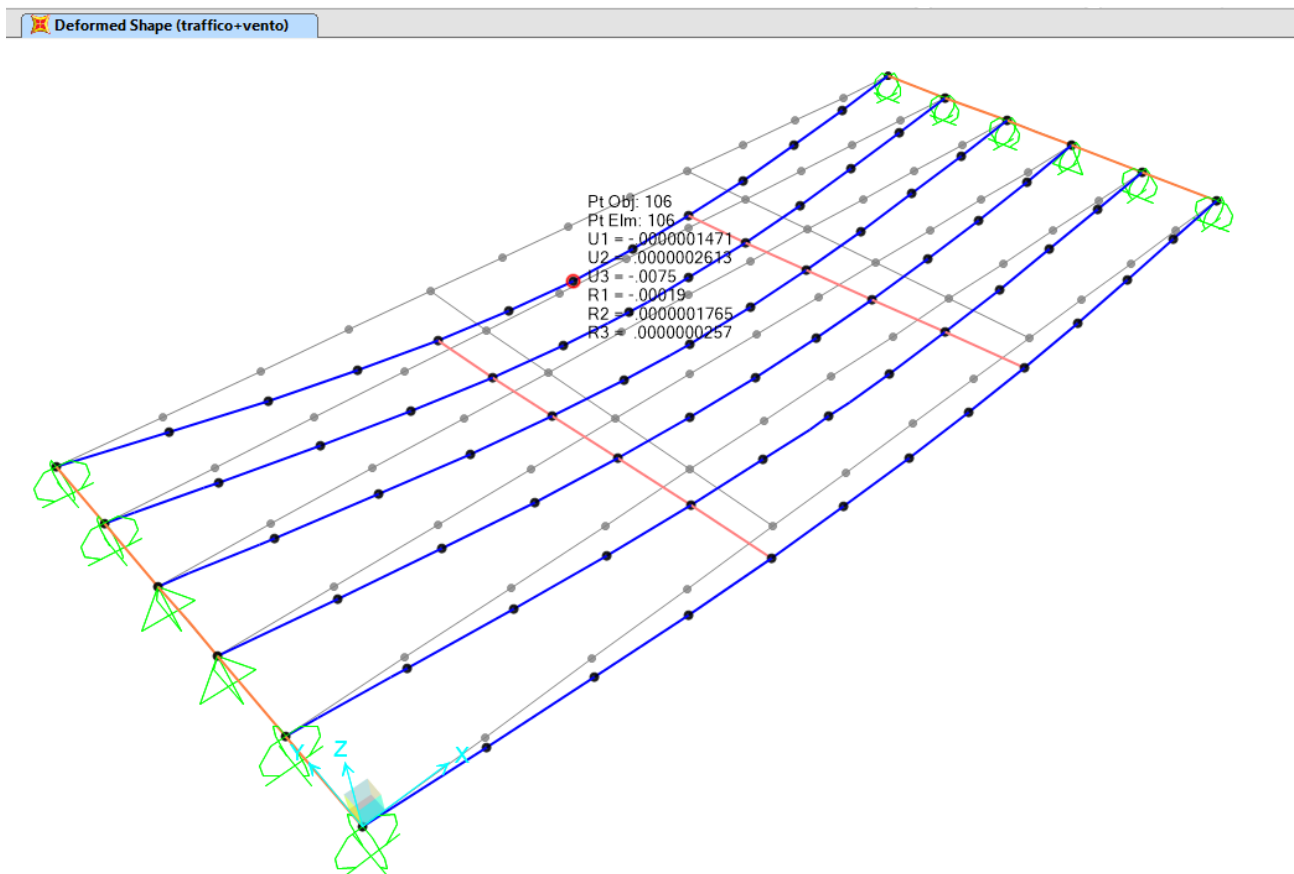 Deformed Shape (traffico+vento)
Pt Obj: 106
Pt Elm: 106
U1 = -.0000001471
U2 = .0000002613
U3 = -.0075
R1 = -.00019
R2 = .0000001765
R3 = .0000000257
Y Z X